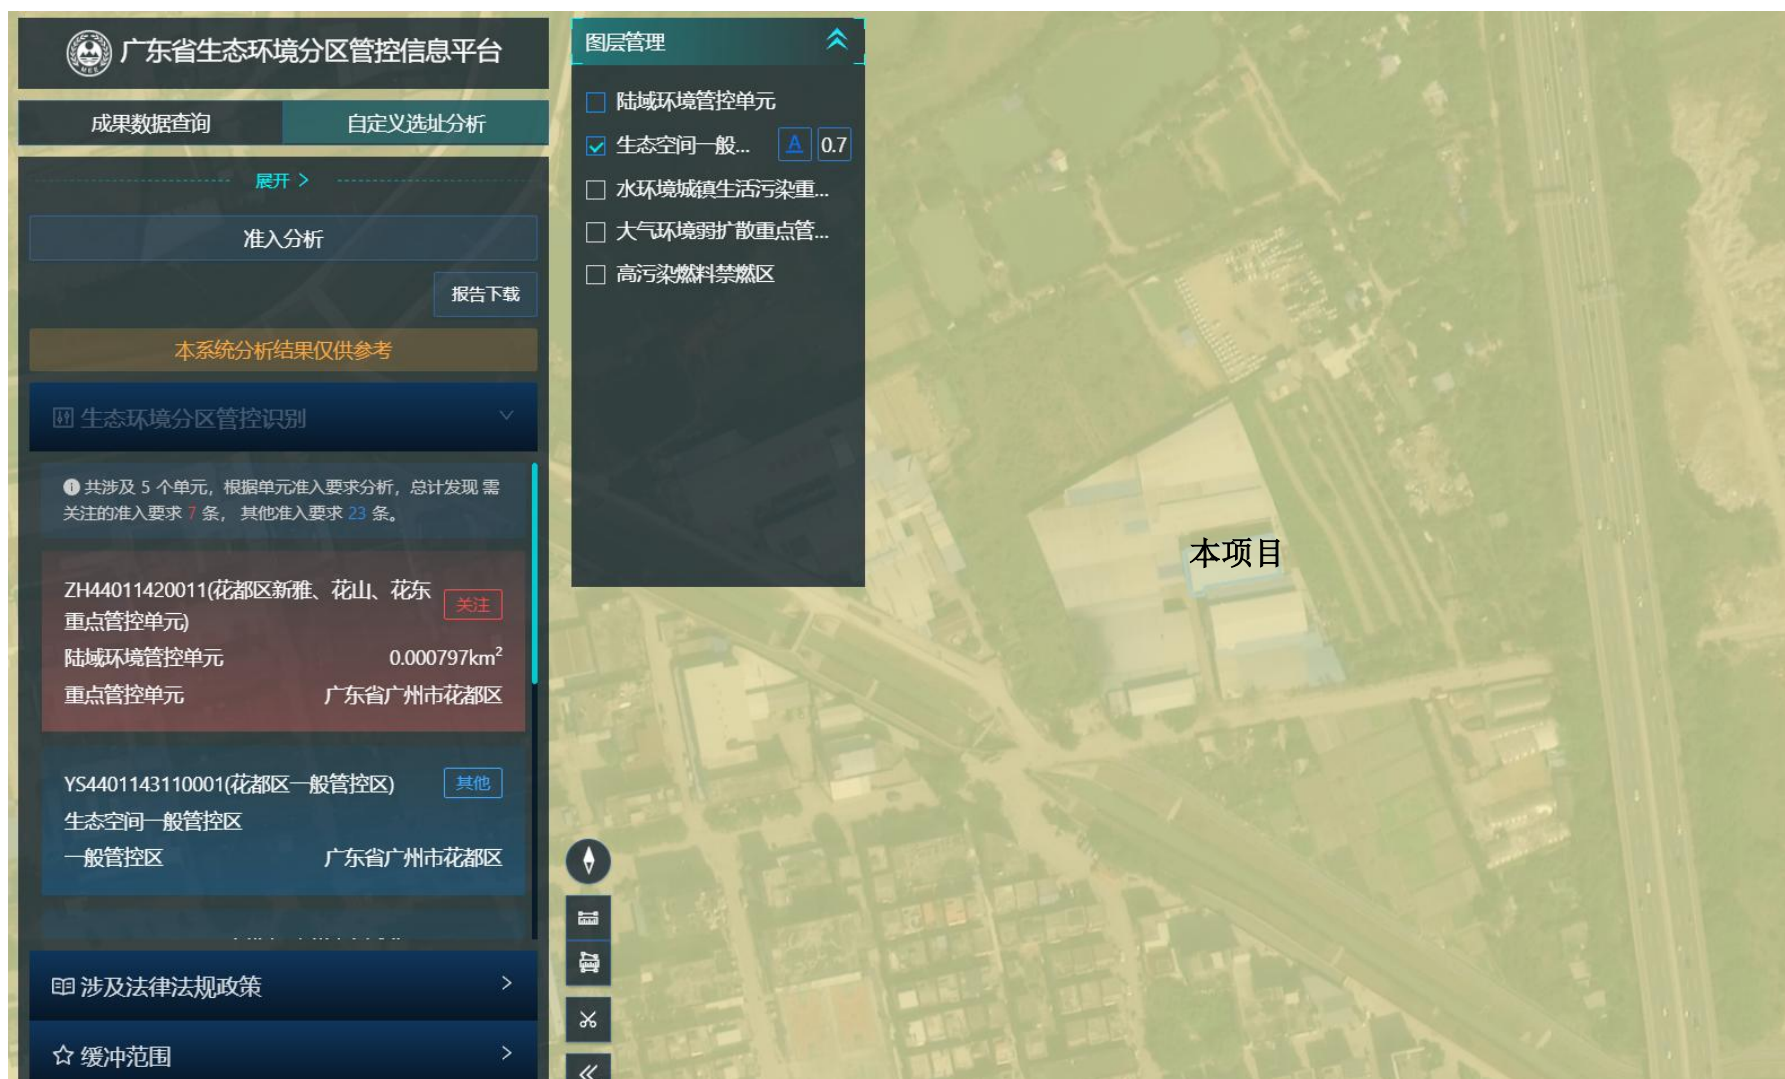 广东省生态环境分区管控信息平台
MEE
成果数据查询
自定义选址分析
展开 >
准入分析
报告下载
本系统分析结果仅供参考
生态环境分区管控识别
共涉及 5 个单元，根据单元准入要求分析，总计发现 需
关注的准入要求 7 条， 其他准入要求 23 条。
ZH44011420011(花都区新雅、花山、花东
重点管控单元)
关注
陆域环境管控单元 0.000797km²
重点管控单元 广东省广州市花都区
YS4401143110001(花都区一般管控区) 其他
生态空间一般管控区
一般管控区 广东省广州市花都区
涉及法律法规政策
缓冲范围
图层管理
陆域环境管控单元
生态空间一般... A 0.7
水环境城镇生活污染重...
大气环境弱扩散重点管...
高污染燃料禁燃区
本项目